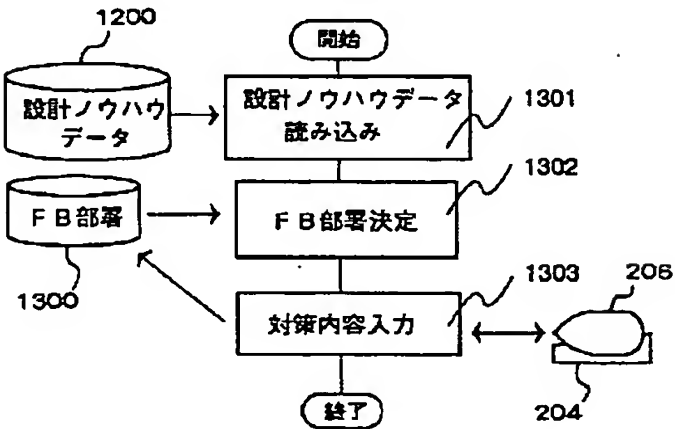 1200
開始
設計ノウハウ
データ
設計ノウハウデータ
読み込み
1301
1302
FB部署
FB部署決定
1300
1303
206
対策内容入力
204
終了